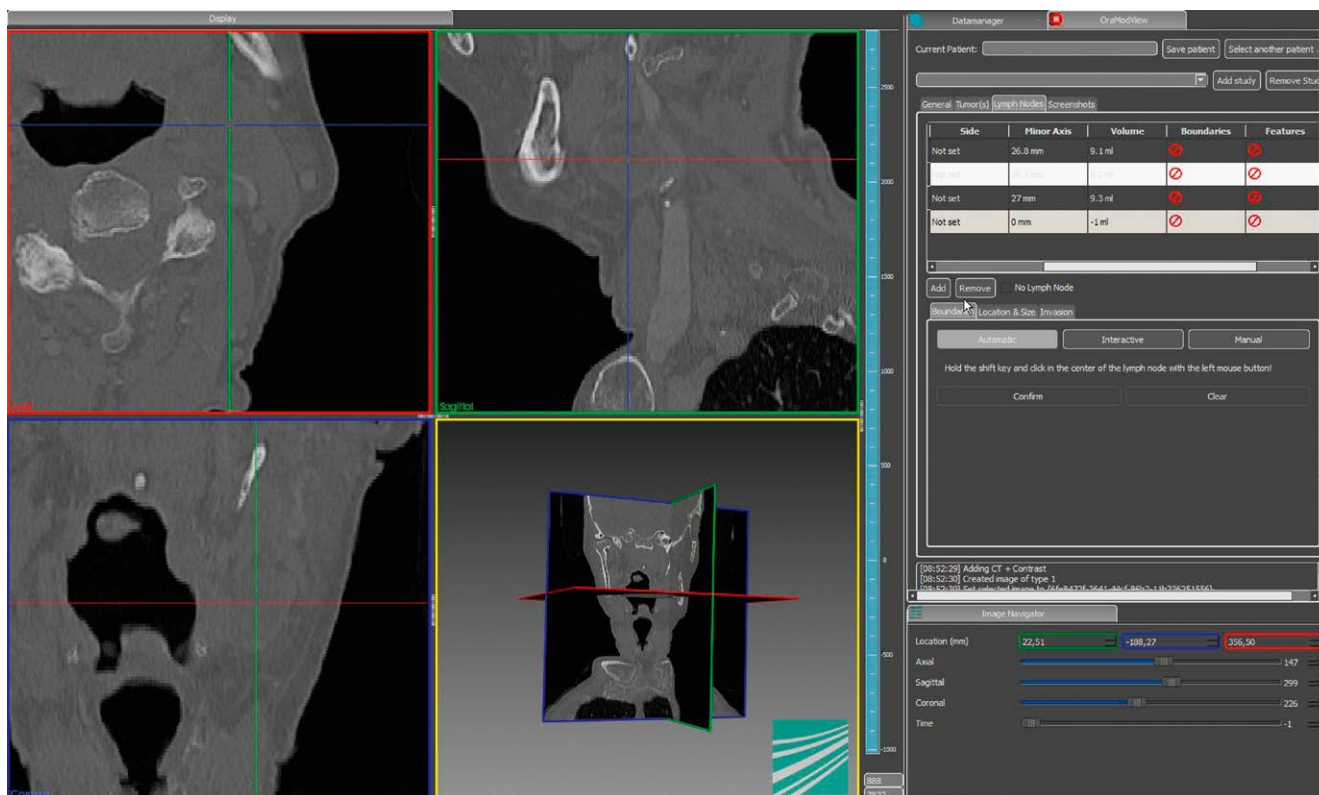 Display
Sagittal
2500
2000
1500
1000
500
0
-500
-1000
888
Datamanager
OraModView
Current Patient:
Save patient
Select another patient
Add study
Remove Stud
General
Tumor(s)
Lymph Nodes
Screenshots
Side Minor Axis Volume Boundaries Features
Not set 26.8 mm 9.1 ml
Not set 27 mm 9.3 ml
Not set 0 mm -1 ml
Add
Remove
No Lymph Node
Location & Size
Invasion
Automatic
Interactive
Manual
Hold the shift key and click in the center of the lymph node with the left mouse button!
Confirm
Clear
[08:52:29] Adding CT + Contrast
[08:52:30] Created image of type 1
Image Navigator
Location (mm) 22,51 -188,27 356,50
Axial 147
Sagittal 299
Coronal 226
Time -1